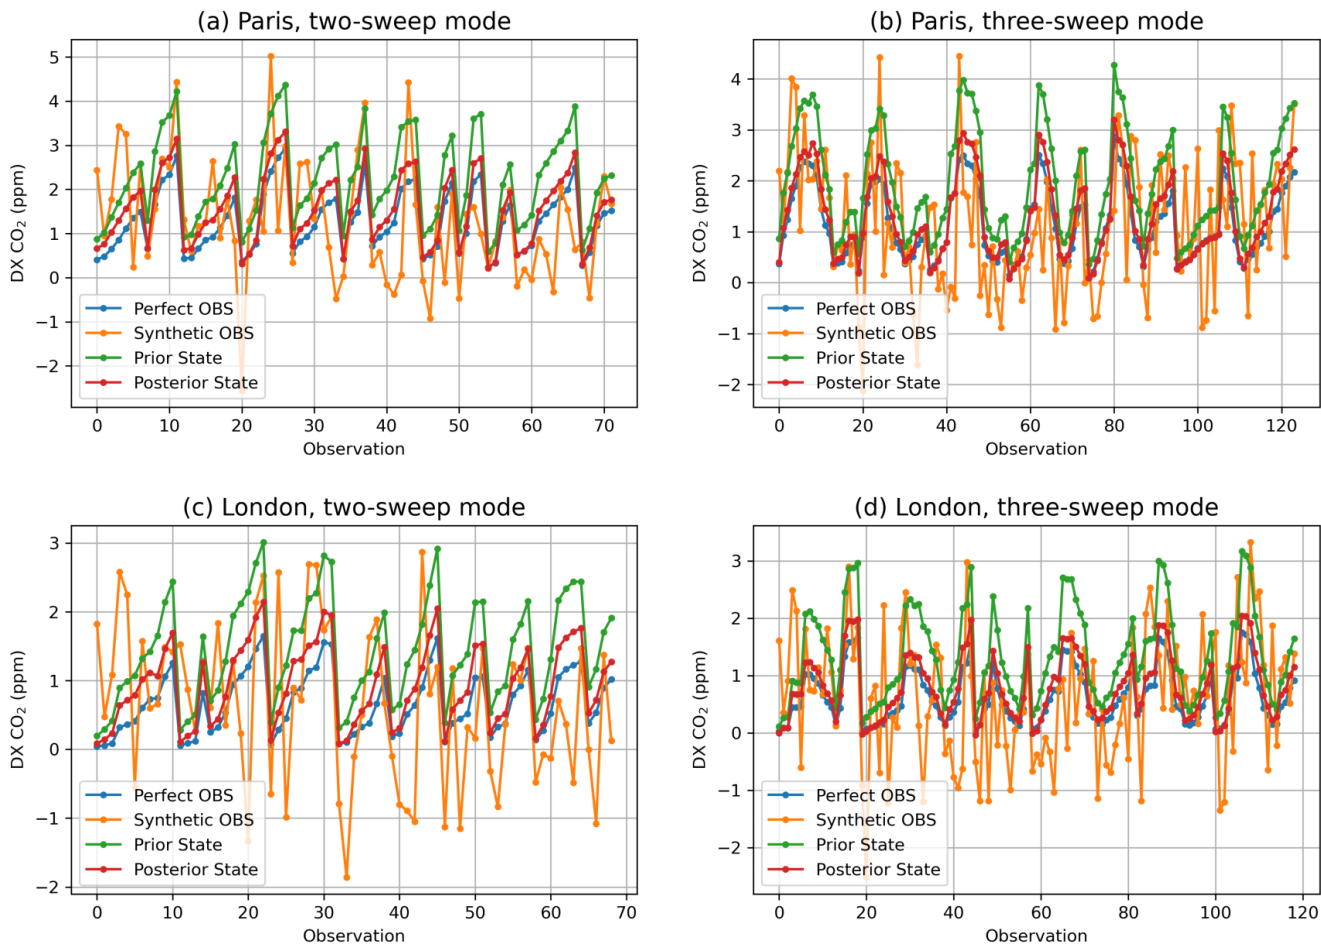 (a) Paris, two-sweep mode
DX CO₂ (ppm)
5
4
3
2
1
0
−1
−2
Perfect OBS
Synthetic OBS
Prior State
Posterior State
0 10 20 30 40 50 60 70
Observation
(b) Paris, three-sweep mode
DX CO₂ (ppm)
4
3
2
1
0
−1
−2
Perfect OBS
Synthetic OBS
Prior State
Posterior State
0 20 40 60 80 100 120
Observation
(c) London, two-sweep mode
DX CO₂ (ppm)
3
2
1
0
−1
−2
Perfect OBS
Synthetic OBS
Prior State
Posterior State
0 10 20 30 40 50 60 70
Observation
(d) London, three-sweep mode
DX CO₂ (ppm)
3
2
1
0
−1
−2
Perfect OBS
Synthetic OBS
Prior State
Posterior State
0 20 40 60 80 100 120
Observation